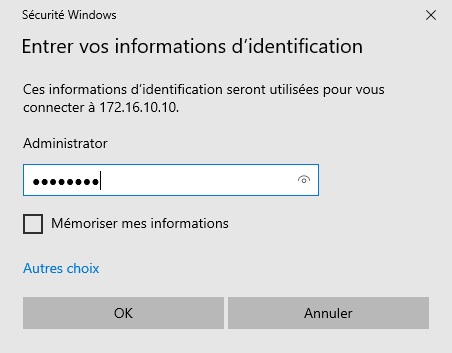 Sécurité Windows
Entrer vos informations d’identification
Ces informations d’identification seront utilisées pour vous
connecter à 172.16.10.10.
Administrator
●●●●●●●●
Mémoriser mes informations
Autres choix
OK
Annuler